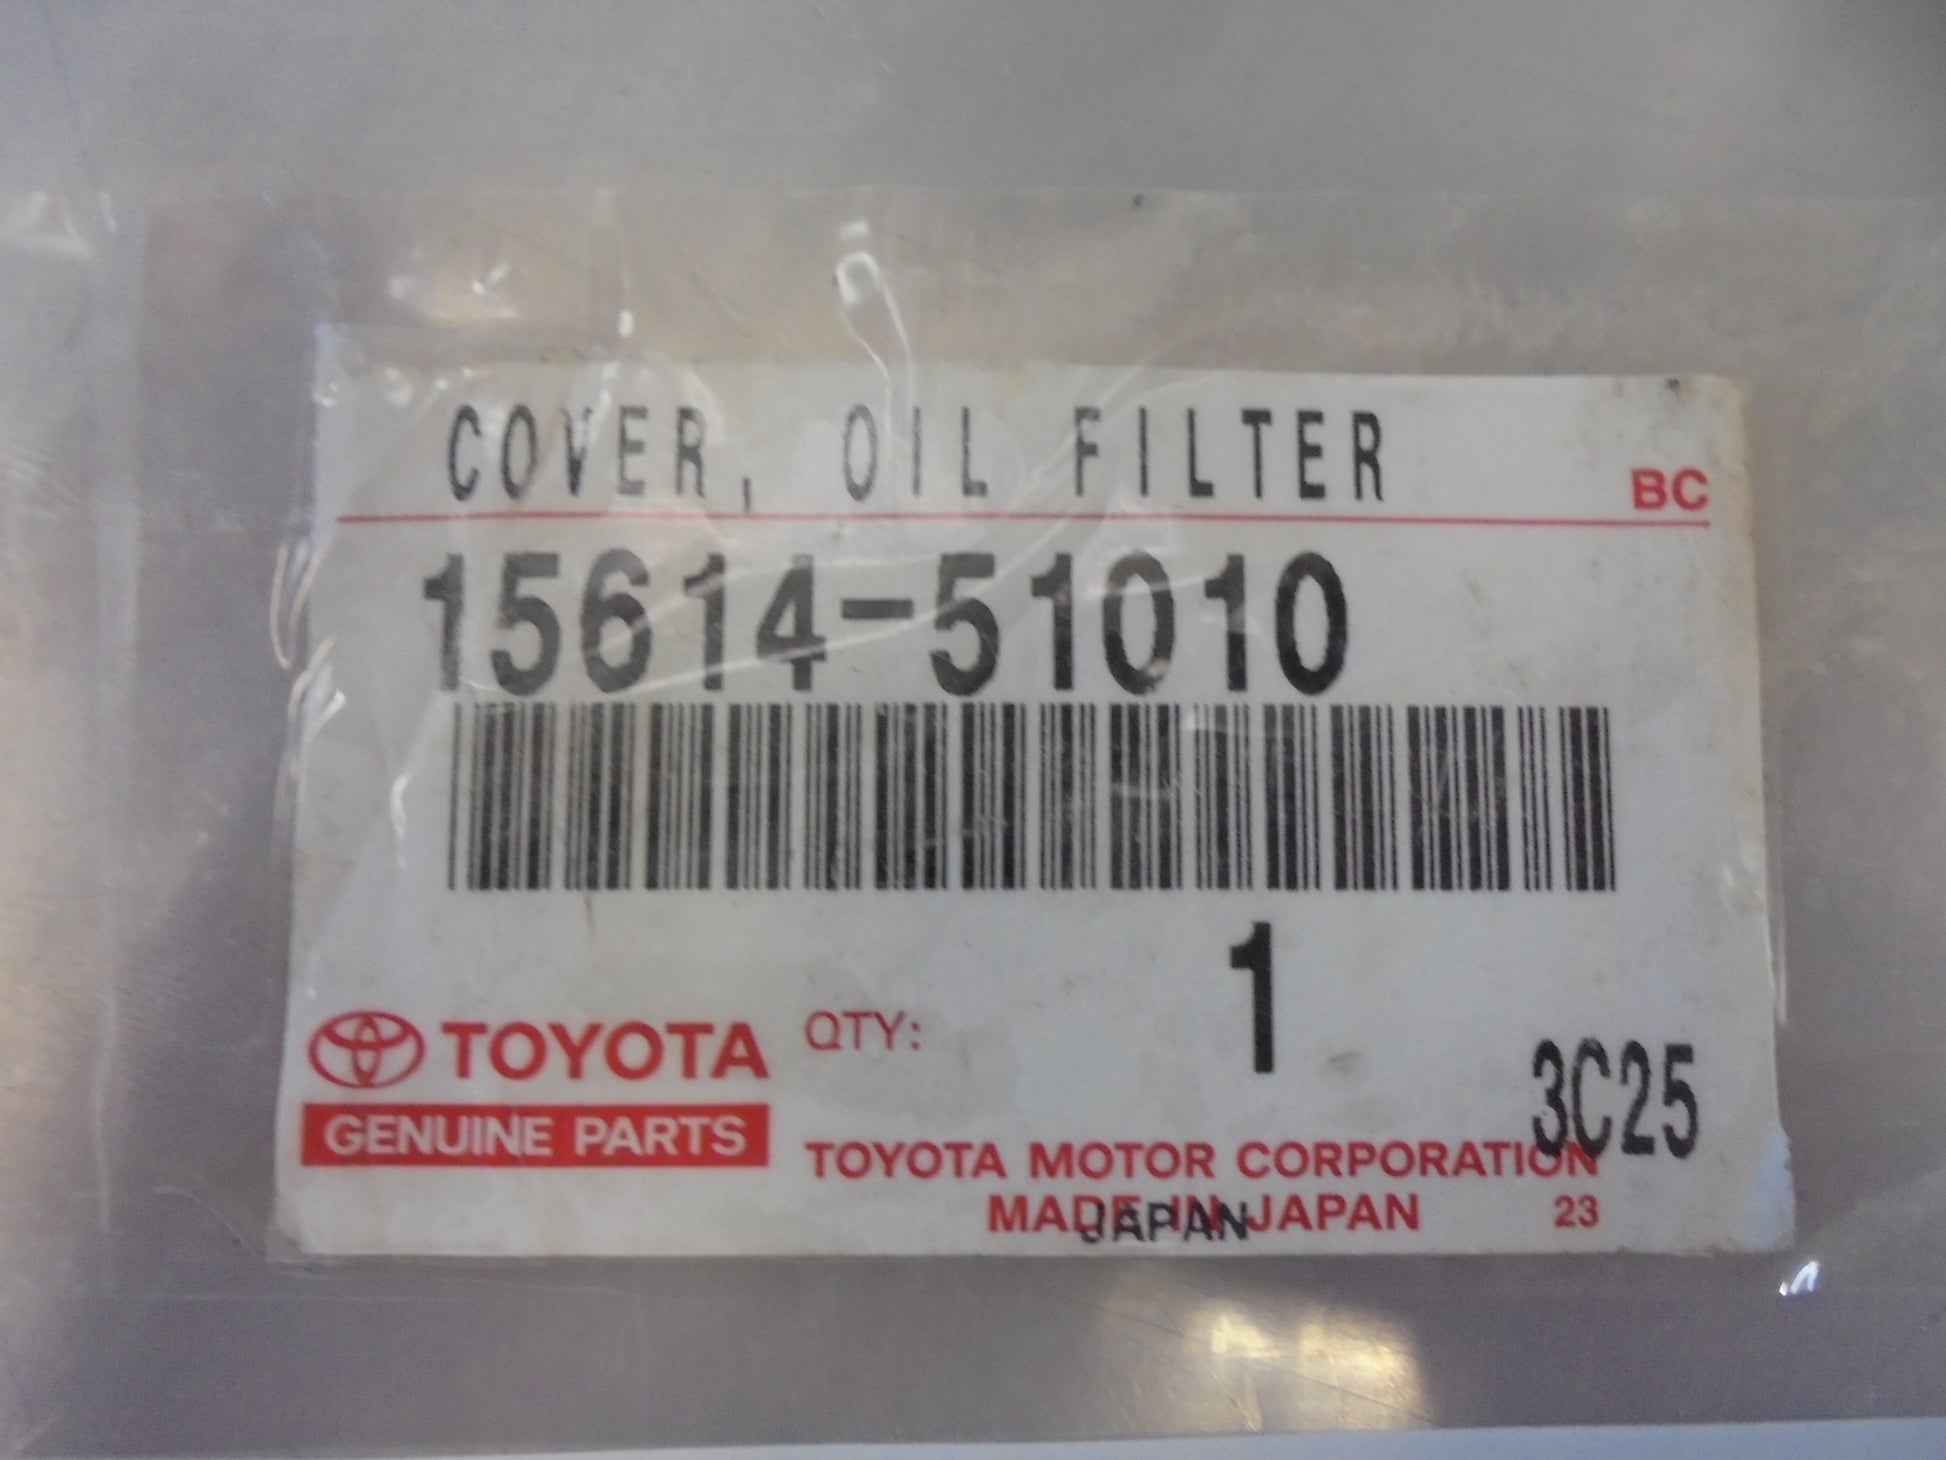 COVER, OIL FILTER
BC
15614-51010
1
TOYOTA
QTY:
3C25
GENUINE PARTS
TOYOTA MOTOR CORPORATION
MADE IN JAPAN
23
JAPAN